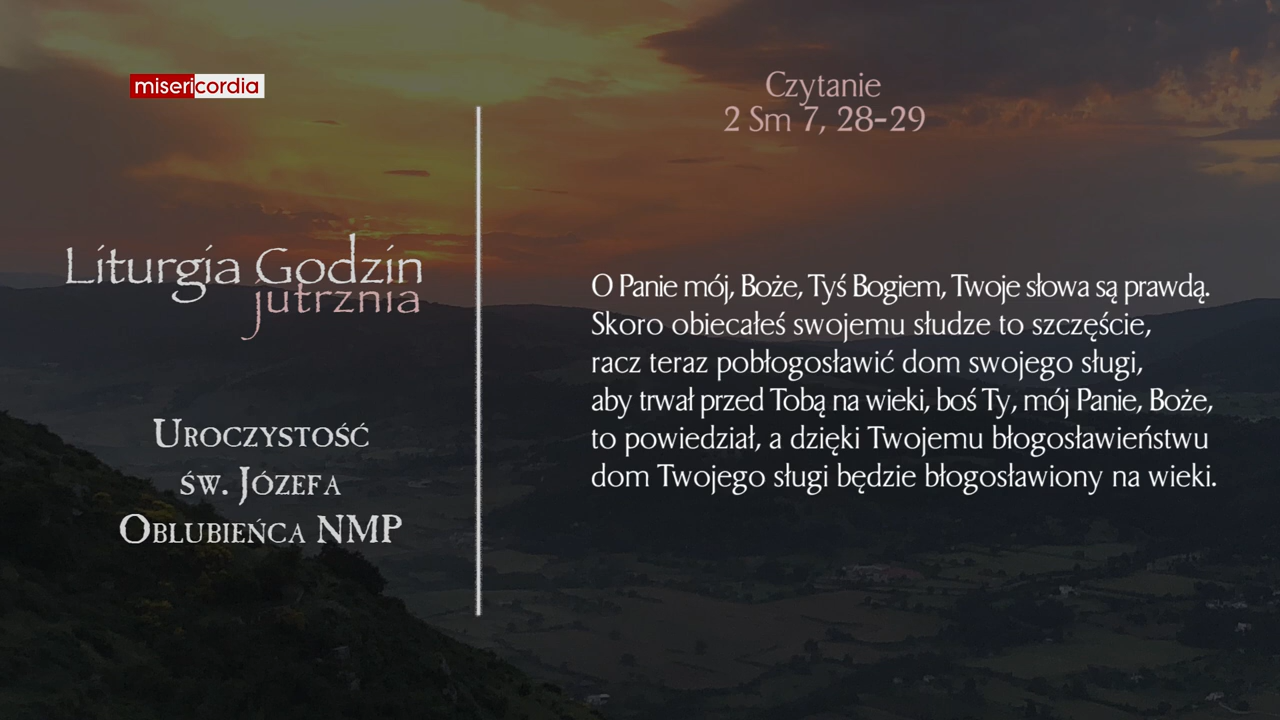 misericordia
Liturgia Godzin
jutrznia
Uroczystość
św. Józefa
Oblubieńca NMP
Czytanie
2 Sm 7, 28-29
O Panie mój, Boże, Tyś Bogiem, Twoje słowa są prawdą.
Skoro obiecałeś swojemu słudze to szczęście,
racz teraz pobłogosławić dom swojego sługi,
aby trwał przed Tobą na wieki, boś Ty, mój Panie, Boże,
to powiedział, a dzięki Twojemu błogosławieństwu
dom Twojego sługi będzie błogosławiony na wieki.